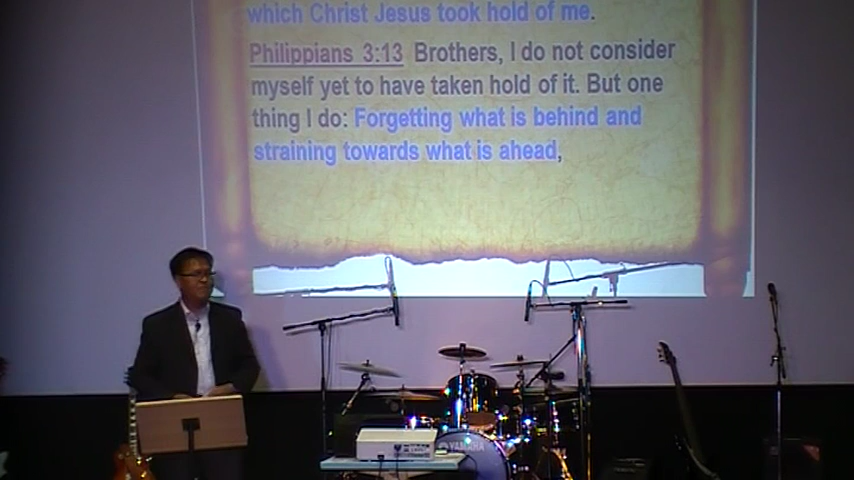 which Christ Jesus took hold of me.
Philippians 3:13 Brothers, I do not consider
myself yet to have taken hold of it. But one
thing I do: Forgetting what is behind and
straining towards what is ahead,
YAMAHA